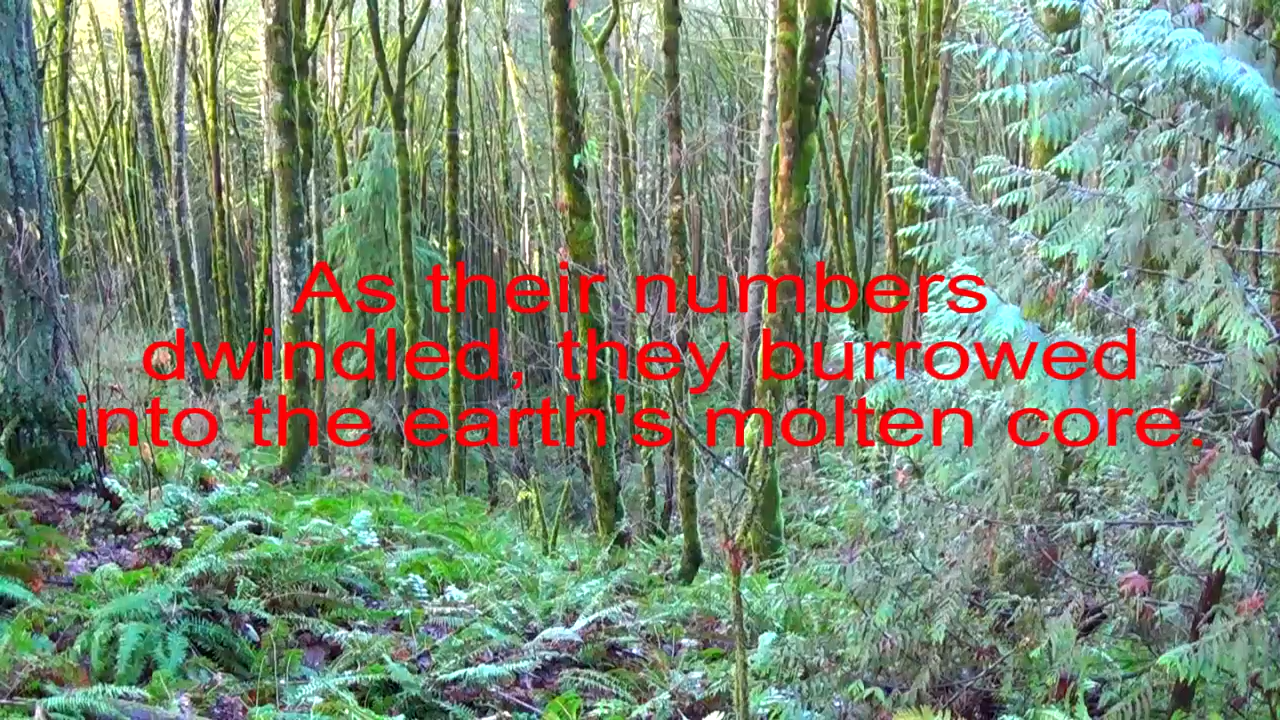 As their numbers
dwindled, they burrowed
into the earth's molten core.